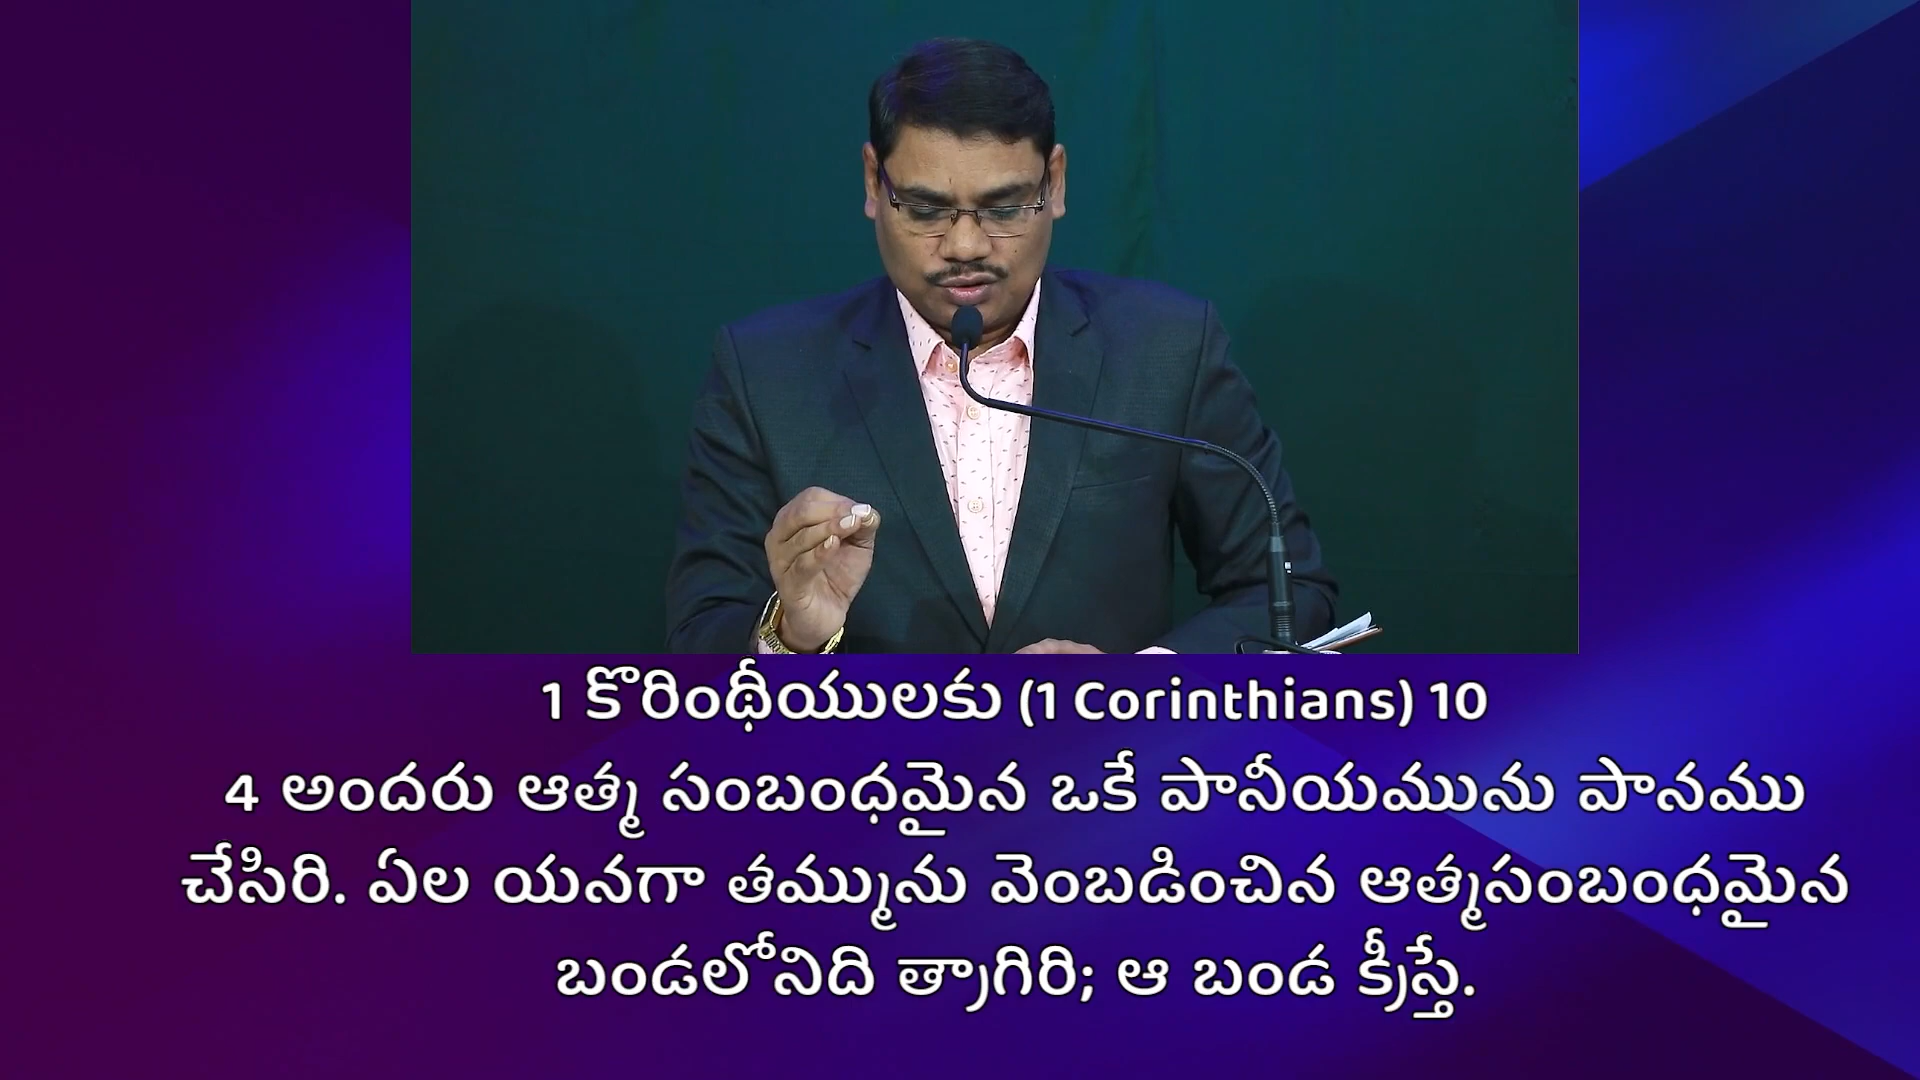 1 కొరింథీయులకు (1 Corinthians) 10
4 అందరు ఆత్మ సంబంధమైన ఒకే పానీయమును పానము
చేసిరి. ఏల యనగా తమ్మును వెంబడించిన ఆత్మసంబంధమైన
బండలోనిది త్రాగిరి; ఆ బండ క్రీస్తే.